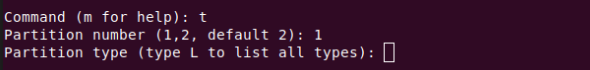 Command (m for help): t
Partition number (1,2, default 2): 1
Partition type (type L to list all types):